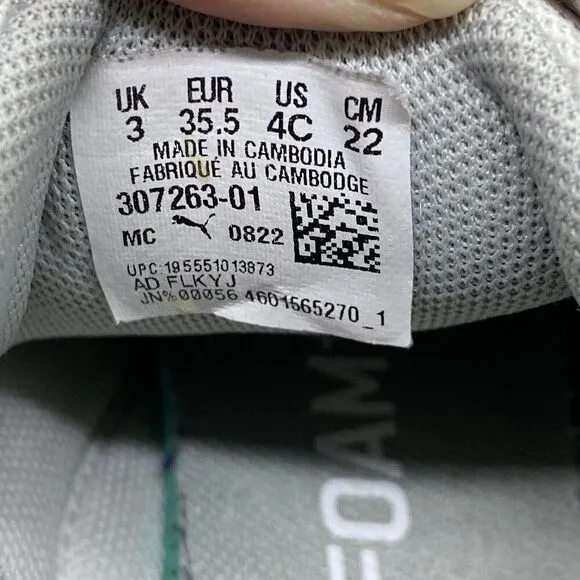 UK EUR US CM
3 35.5 4C 22
MADE IN CAMBODIA
FABRIQUÉ AU CAMBODGE
307263-01
MC 0822
UPC:195551013873
AD FLKYJ
JN%00056 4601565270_1
FOAM